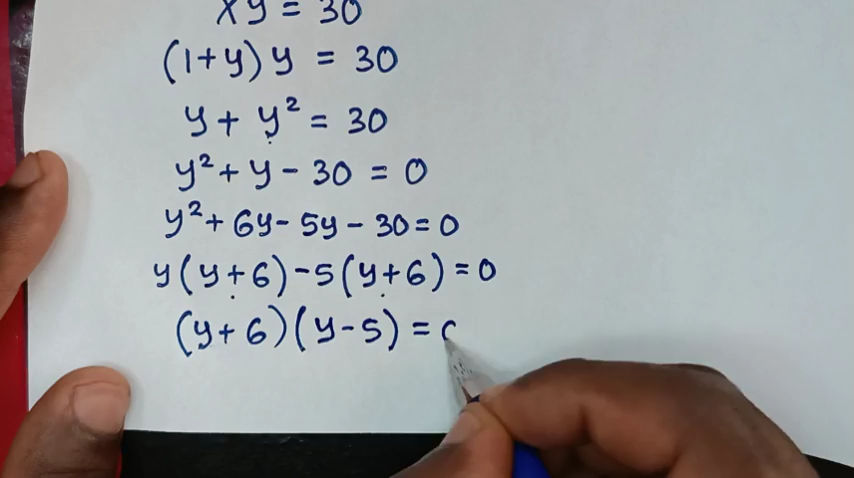 xy = 30
(1+y) y = 30
y + y² = 30
y² + y - 30 = 0
y² + 6y - 5y - 30 = 0
y(y+6) - 5(y+6) = 0
(y+6)(y-5) =